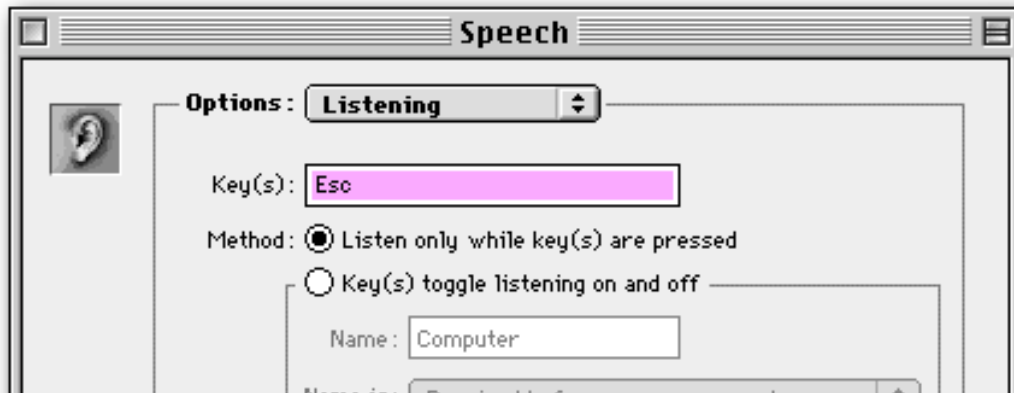 Speech
Options: Listening
Key(s): Esc
Method: Listen only while key(s) are pressed
Key(s) toggle listening on and off
Name: Computer